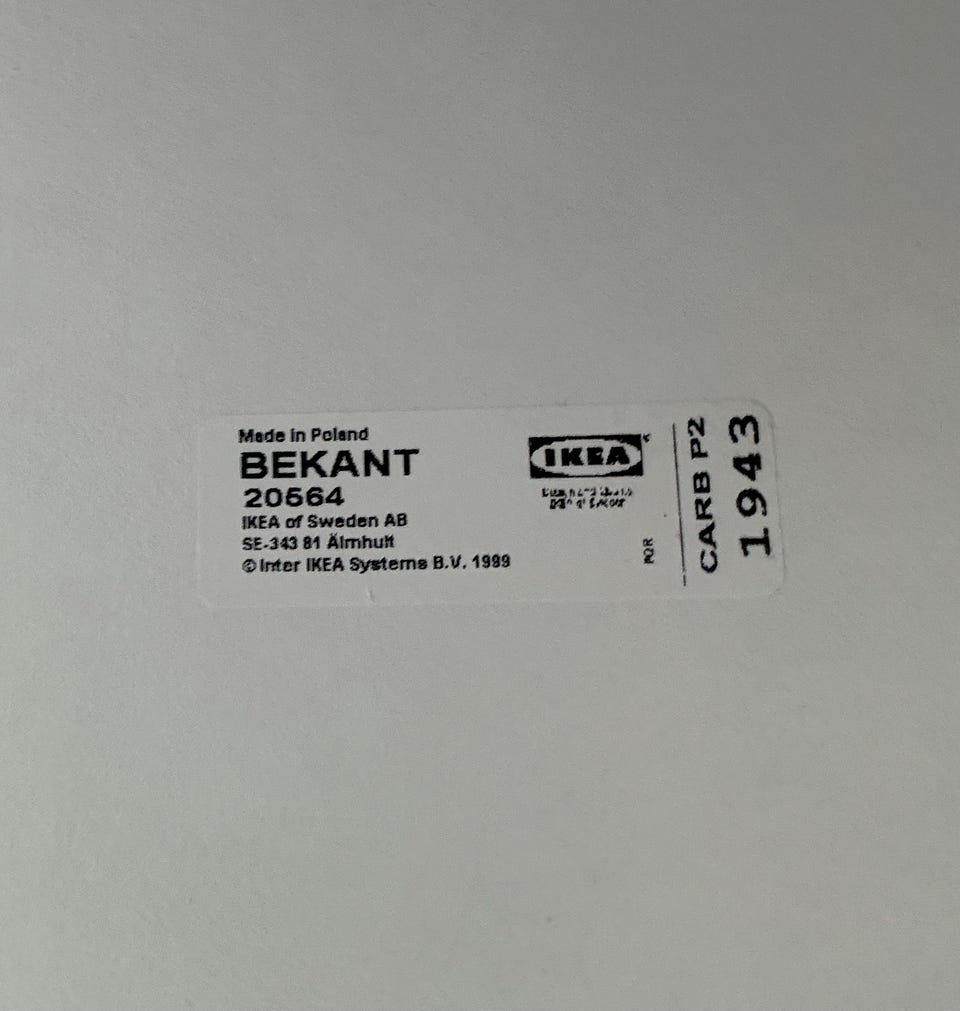 Made in Poland
BEKANT
20564
IKEA of Sweden AB
SE-343 81 Älmhult
© Inter IKEA Systems B.V. 1999
IKEA
PQR
CARB P2
1943